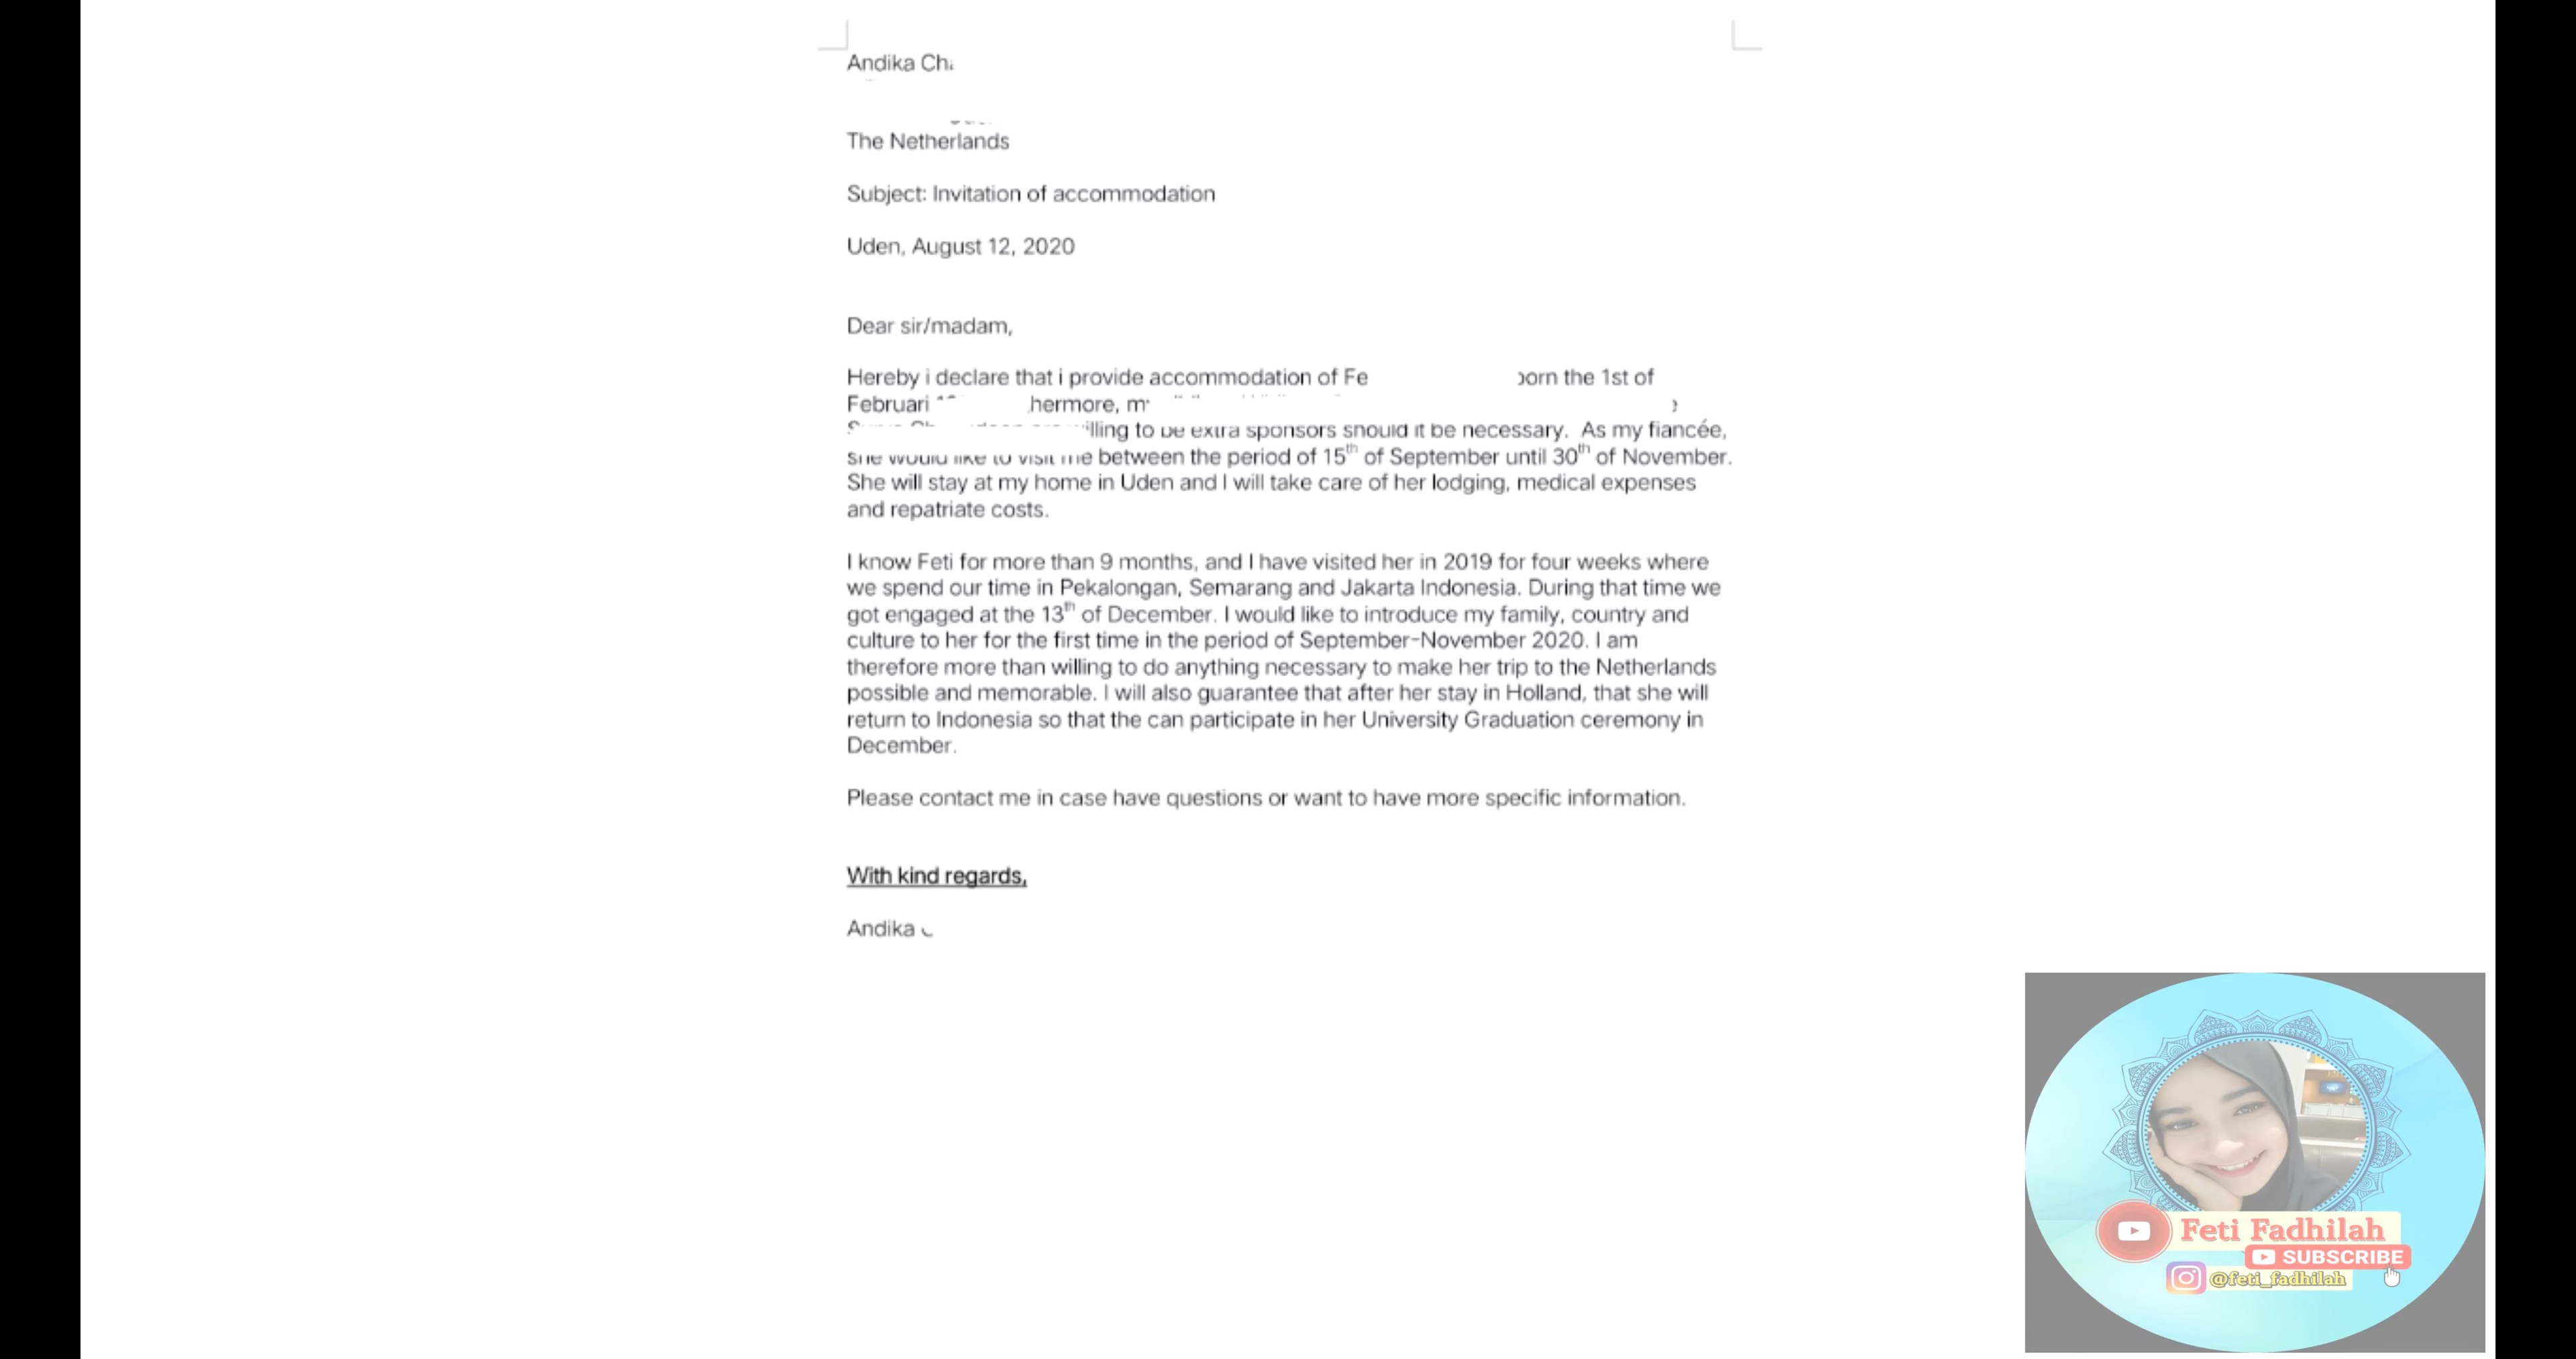 Andika
The Netherlands
Subject: Invitation of accommodation
Uden, August 12, 2020
Dear sir/madam,
Hereby i declare that i provide accommodation of the 1st of
Februari
to be extra sponsors should it be necessary. As my fiancée,
she would like to visit me between the period of 15th of September until 30th of November.
She will stay at my home in Uden and I will take care of her lodging, medical expenses
and repatriate costs.
I know Feti for more than 9 months, and I have visited her in 2019 for four weeks where
we spend our time in Pekalongan, Semarang and Jakarta Indonesia. During that time we
got engaged at the 13th of December. I would like to introduce my family, country and
culture to her for the first time in the period of September-November 2020. I am
therefore more than willing to do anything necessary to make her trip to the Netherlands
possible and memorable. I will also guarantee that after her stay in Holland, that she will
return to Indonesia so that the can participate in her University Graduation ceremony in
December.
Please contact me in case have questions or want to have more specific information.
With kind regards,
Andika
Feti Fadhilah
SUBSCRIBE
@feti_fadhilah